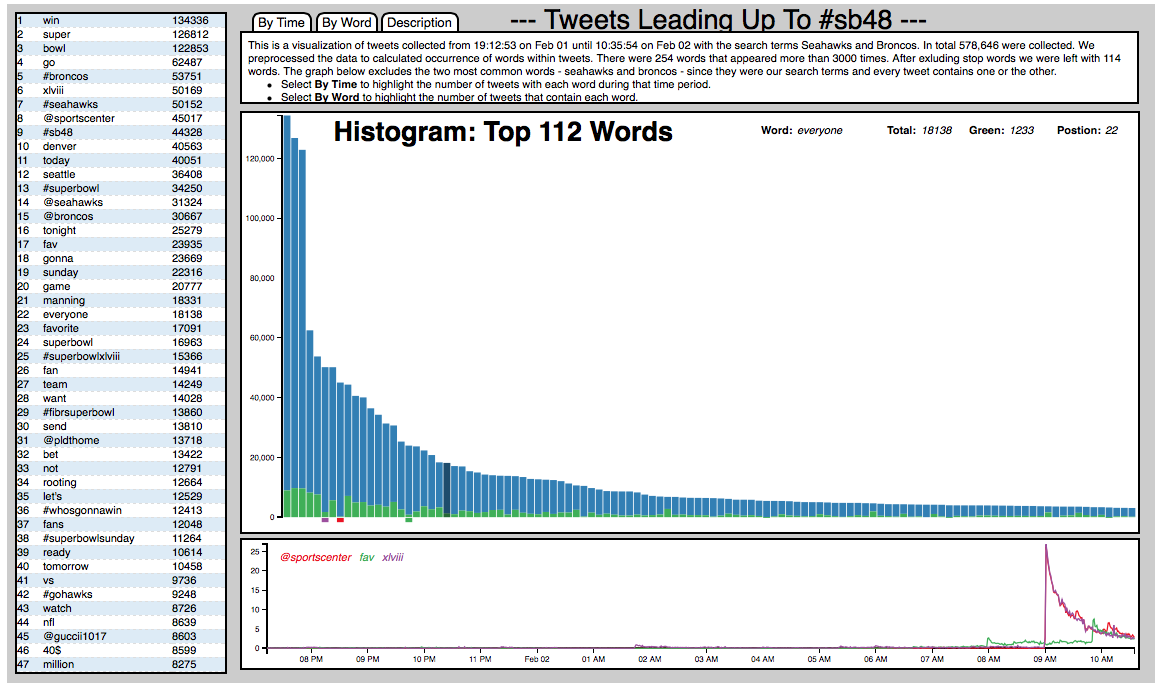 1 win 134336
2 super 126812
3 bowl 122853
4 go 62487
5 #broncos 53751
6 xlviii 50169
7 #seahawks 50152
8 @sportscenter 45017
9 #sb48 44328
10 denver 40563
11 today 40051
12 seattle 36408
13 #superbowl 34250
14 @seahawks 31324
15 @broncos 30667
16 tonight 25279
17 fav 23935
18 gonna 23669
19 sunday 22316
20 game 20777
21 manning 18331
22 everyone 18138
23 favorite 17091
24 superbowl 16963
25 #superbowlxlviii 15366
26 fan 14941
27 team 14249
28 want 14028
29 #fibrsuperbowl 13860
30 send 13810
31 @pldthome 13718
32 bet 13422
33 not 12791
34 rooting 12664
35 let's 12529
36 #whosgonnawin 12413
37 fans 12048
38 #superbowlsunday 11264
39 ready 10614
40 tomorrow 10458
41 vs 9736
42 #gohawks 9248
43 watch 8726
44 nfl 8639
45 @guccii1017 8603
46 40$ 8599
47 million 8275
By Time By Word Description
--- Tweets Leading Up To #sb48 ---
This is a visualization of tweets collected from 19:12:53 on Feb 01 until 10:35:54 on Feb 02 with the search terms Seahawks and Broncos. In total 578,646 were collected. We
preprocessed the data to calculated occurrence of words within tweets. There were 254 words that appeared more than 3000 times. After exluding stop words we were left with 114
words. The graph below excludes the two most common words - seahawks and broncos - since they were our search terms and every tweet contains one or the other.
• Select By Time to highlight the number of tweets with each word during that time period.
• Select By Word to highlight the number of tweets that contain each word.
Histogram: Top 112 Words
Word: everyone Total: 18138 Green: 1233 Postion: 22
120,000
100,000
80,000
60,000
40,000
20,000
0
@sportscenter fav xlviii
25
20
15
10
5
0
08 PM 09 PM 10 PM 11 PM Feb 02 01 AM 02 AM 03 AM 04 AM 05 AM 06 AM 07 AM 08 AM 09 AM 10 AM